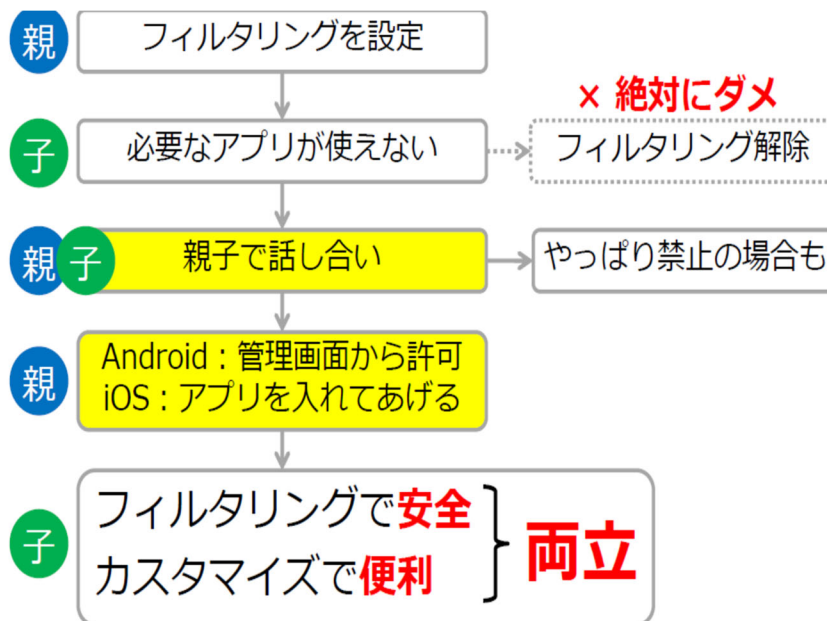 親
フィルタリングを設定
× 絶対にダメ
子
必要なアプリが使えない
フィルタリング解除
親
子
親子で話し合い
やっぱり禁止の場合も
親
Android：管理画面から許可
iOS：アプリを入れてあげる
子
フィルタリングで安全
カスタマイズで便利
両立